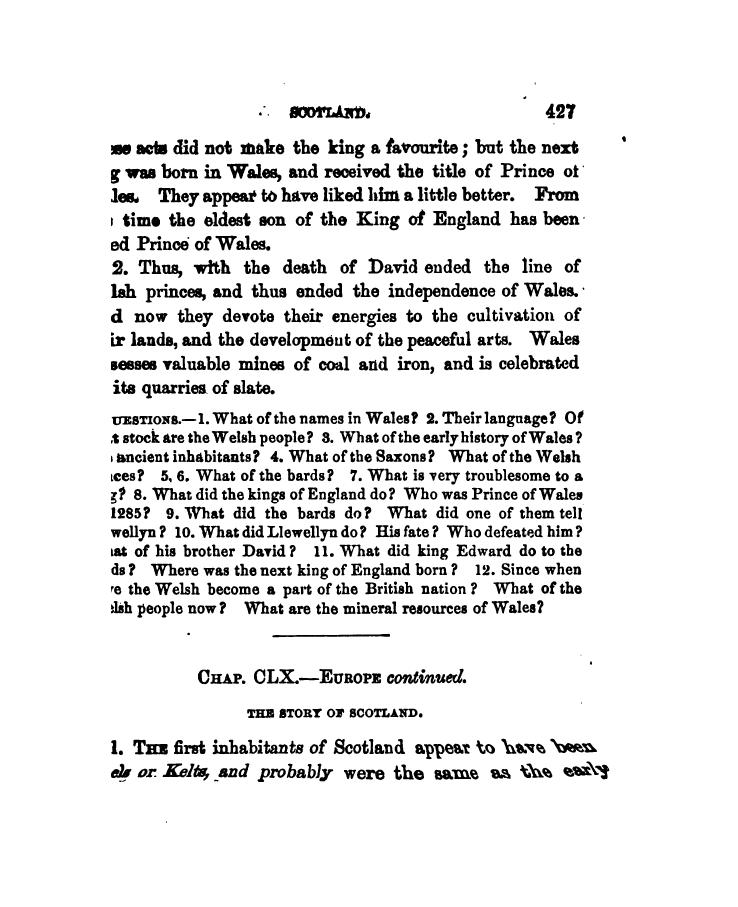 SCOTLAND. 427
se acts did not make the king a favourite; but the next
g was born in Wales, and received the title of Prince of
les. They appear to have liked him a little better. From
time the eldest son of the King of England has been
ed Prince of Wales.
2. Thus, with the death of David ended the line of
lsh princes, and thus ended the independence of Wales.
d now they devote their energies to the cultivation of
ir lands, and the development of the peaceful arts. Wales
sesses valuable mines of coal and iron, and is celebrated
its quarries of slate.
UESTIONS.—1. What of the names in Wales? 2. Their language? Of
t stock are the Welsh people? 3. What of the early history of Wales?
ancient inhabitants? 4. What of the Saxons? What of the Welsh
ces? 5, 6. What of the bards? 7. What is very troublesome to a
g? 8. What did the kings of England do? Who was Prince of Wales
1285? 9. What did the bards do? What did one of them tell
wellyn? 10. What did Llewellyn do? His fate? Who defeated him?
at of his brother David? 11. What did king Edward do to the
ds? Where was the next king of England born? 12. Since when
e the Welsh become a part of the British nation? What of the
lsh people now? What are the mineral resources of Wales?
CHAP. CLX.—EUROPE continued.
THE STORY OF SCOTLAND.
1. THE first inhabitants of Scotland appear to have been
els or Kelts, and probably were the same as the early